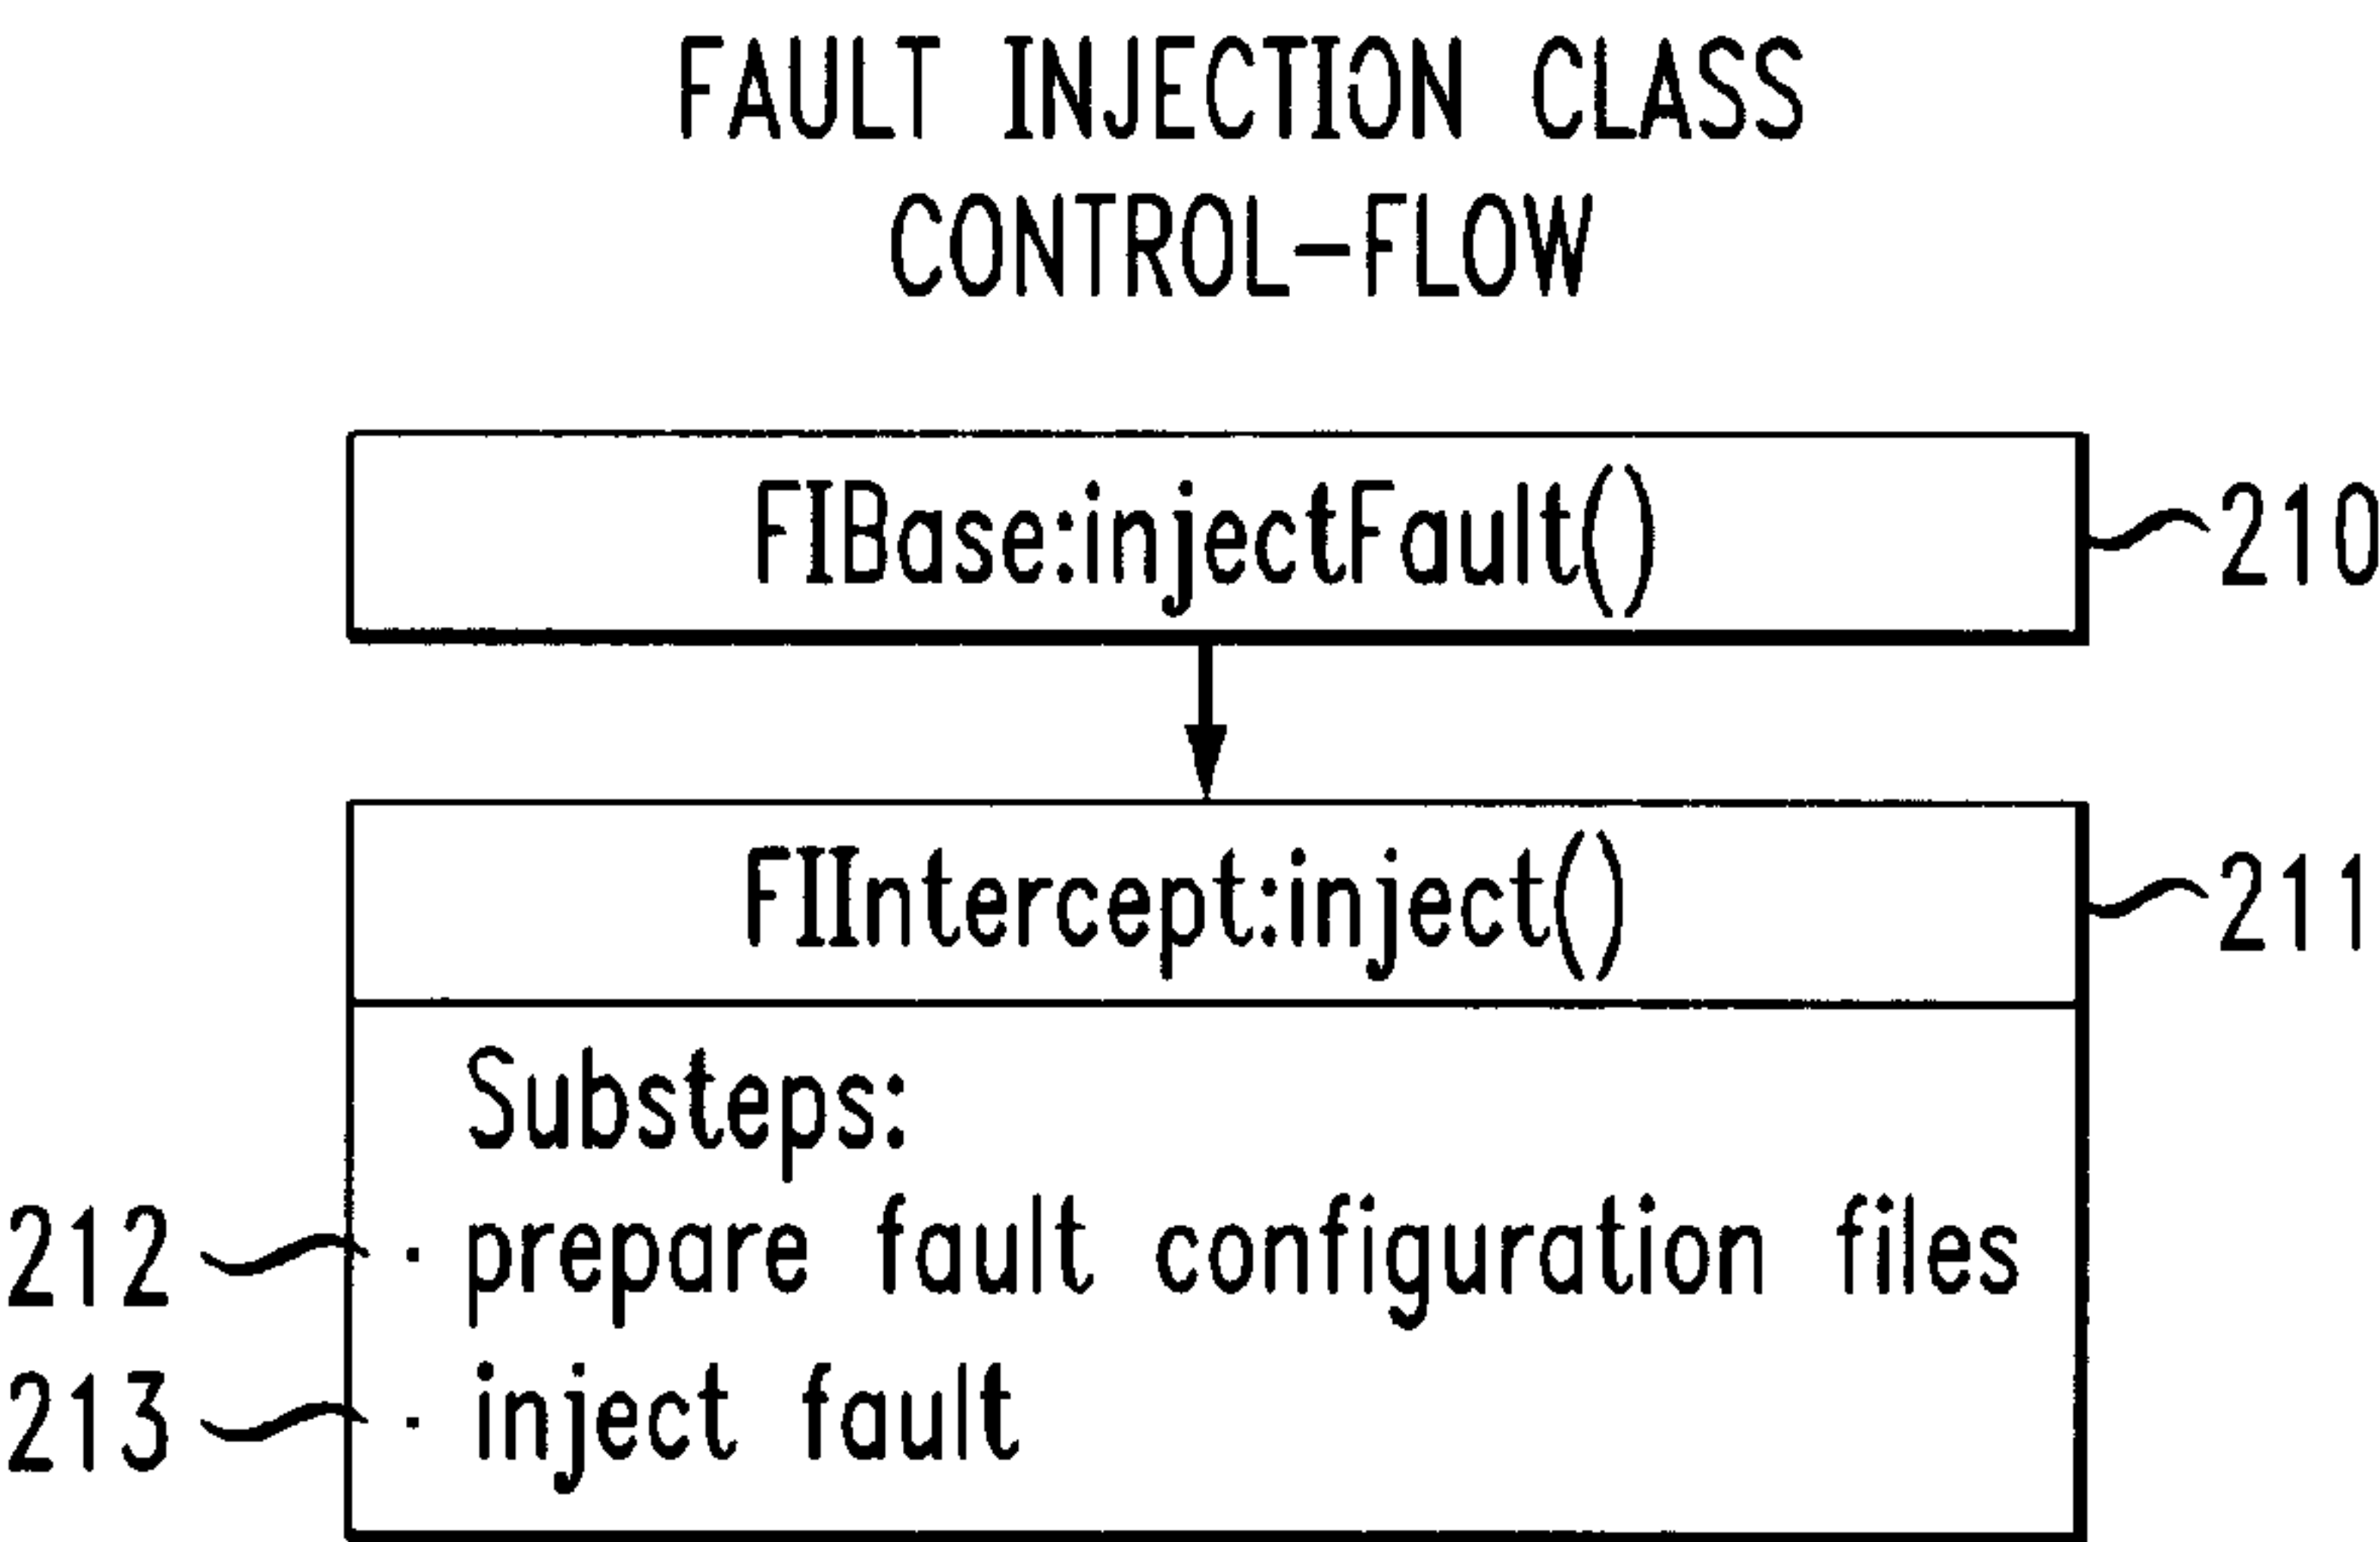 FAULT INJECTION CLASS
CONTROL-FLOW
FIBase:injectFault()
210
FIIntercept:inject()
211
Substeps:
212 · prepare fault configuration files
213 · inject fault